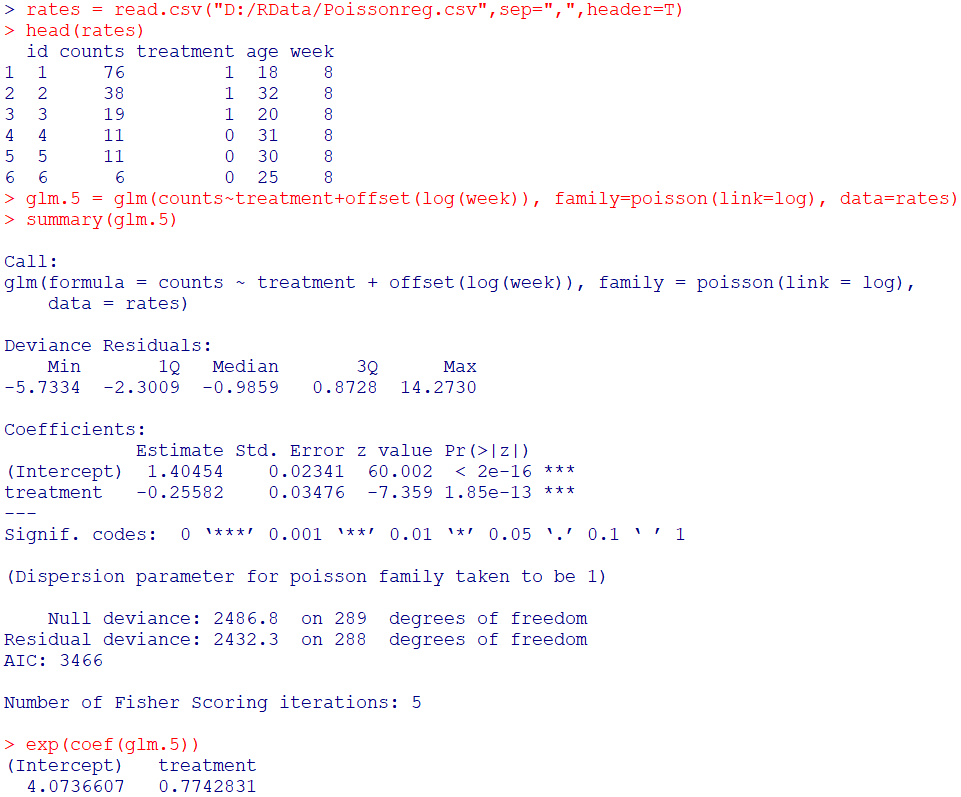 > rates = read.csv("D:/RData/Poissonreg.csv",sep=",",header=T)
> head(rates)
  id counts treatment age week
1  1     76         1  18    8
2  2     38         1  32    8
3  3     19         1  20    8
4  4     11         0  31    8
5  5     11         0  30    8
6  6      6         0  25    8
> glm.5 = glm(counts~treatment+offset(log(week)), family=poisson(link=log), data=rates)
> summary(glm.5)

Call:
glm(formula = counts ~ treatment + offset(log(week)), family = poisson(link = log),
    data = rates)

Deviance Residuals:
    Min       1Q   Median       3Q      Max
-5.7334  -2.3009  -0.9859   0.8728  14.2730

Coefficients:
            Estimate Std. Error z value Pr(>|z|)
(Intercept)  1.40454    0.02341  60.002  < 2e-16 ***
treatment   -0.25582    0.03476  -7.359 1.85e-13 ***
---
Signif. codes:  0 ‘***’ 0.001 ‘**’ 0.01 ‘*’ 0.05 ‘.’ 0.1 ‘ ’ 1

(Dispersion parameter for poisson family taken to be 1)

    Null deviance: 2486.8  on 289  degrees of freedom
Residual deviance: 2432.3  on 288  degrees of freedom
AIC: 3466

Number of Fisher Scoring iterations: 5

> exp(coef(glm.5))
(Intercept)   treatment
  4.0736607   0.7742831